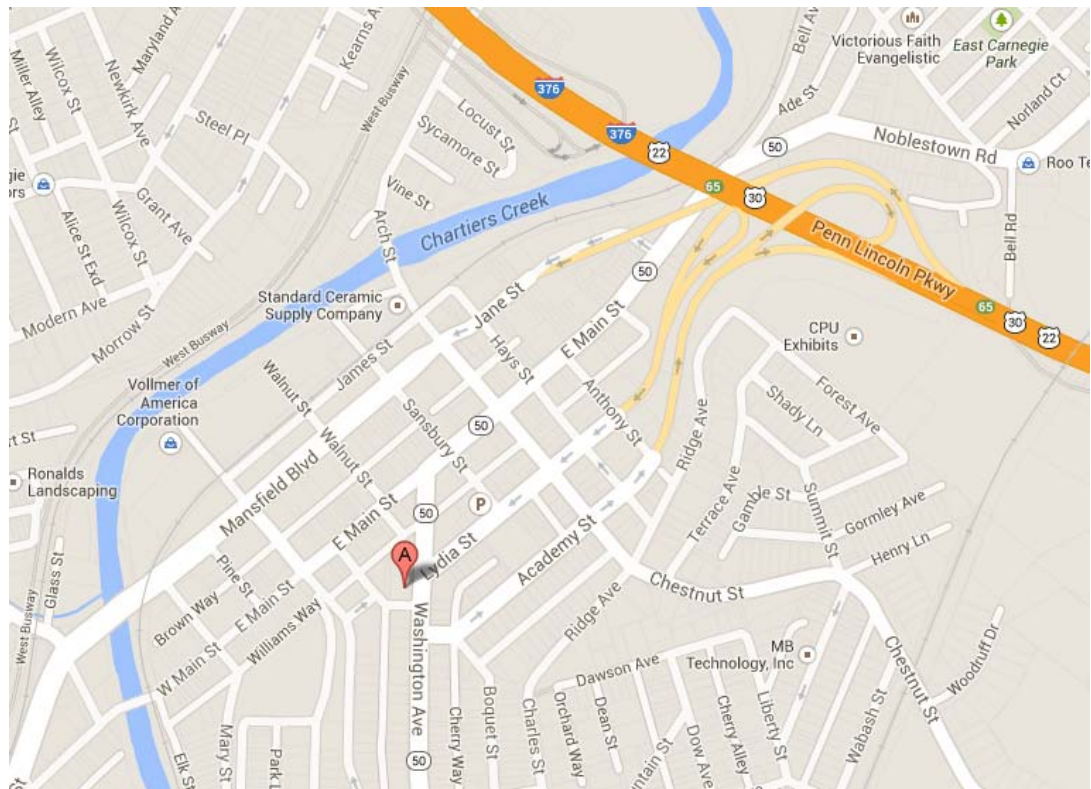 Miller Alley
Wilcox St
Newkirk Ave
Maryland Ave
Kearns A
West Busway
Bell Av
Victorious Faith
Evangelistic
East Carnegie
Park
Steel Pl
Locust St
Sycamore St
376
376
22
50
Ade St
Norland Ct
Noblestown Rd
Roo Te
gie
ors
Alice St Exd
Wilcox St
Grant Ave
Vine St
Arch St
Chartiers Creek
65
30
Penn Lincoln Pkwy
Bell Rd
50
Standard Ceramic
Supply Company
Jane St
E Main St
Modern Ave
Morrow St
West Busway
James St
Hays St
65
30
22
CPU
Exhibits
Vollmer of
America
Corporation
Walnut St
Sansbury St
Anthony St
Ridge Ave
Shady Ln
Forest Ave
rt St
Ronalds
Landscaping
Mansfield Blvd
Walnut St
50
P
Terrace Ave
Gamble St
Summit St
Gormley Ave
Henry Ln
E Main St
50
A
Lydia St
Academy St
Chestnut St
Glass St
West Busway
Pine St
Brown Way
E Main St
Williams Way
W Main St
Washington Ave
Ridge Ave
Dawson Ave
MB
Technology, Inc
Woodruff Dr
Chestnut St
Mary St
Elk St
Park L
50
Cherry Way
Boquet St
Charles St
Orchard Way
Dean St
untain St
Dow Ave
Cherry Alley
Liberty St
Wabash St
St